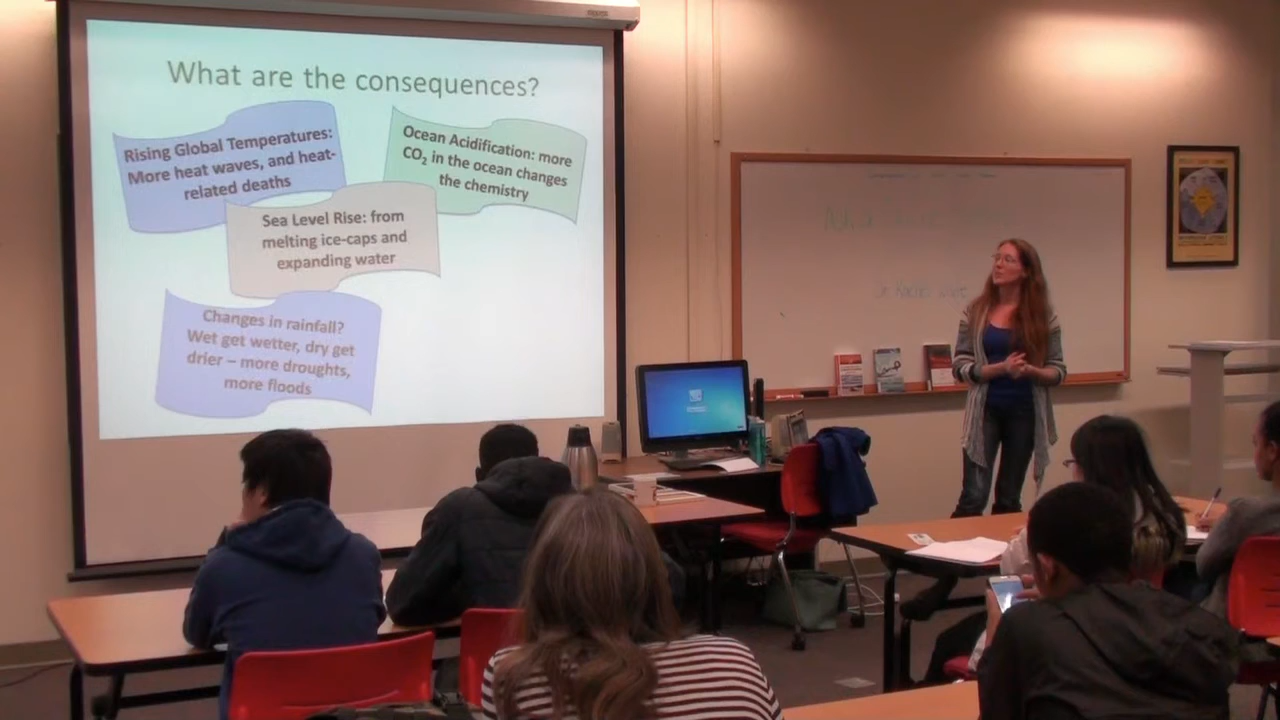 What are the consequences?
Rising Global Temperatures:
More heat waves, and heat-
related deaths
Ocean Acidification: more
CO₂ in the ocean changes
the chemistry
Sea Level Rise: from
melting ice-caps and
expanding water
Changes in rainfall?
Wet get wetter, dry get
drier – more droughts,
more floods